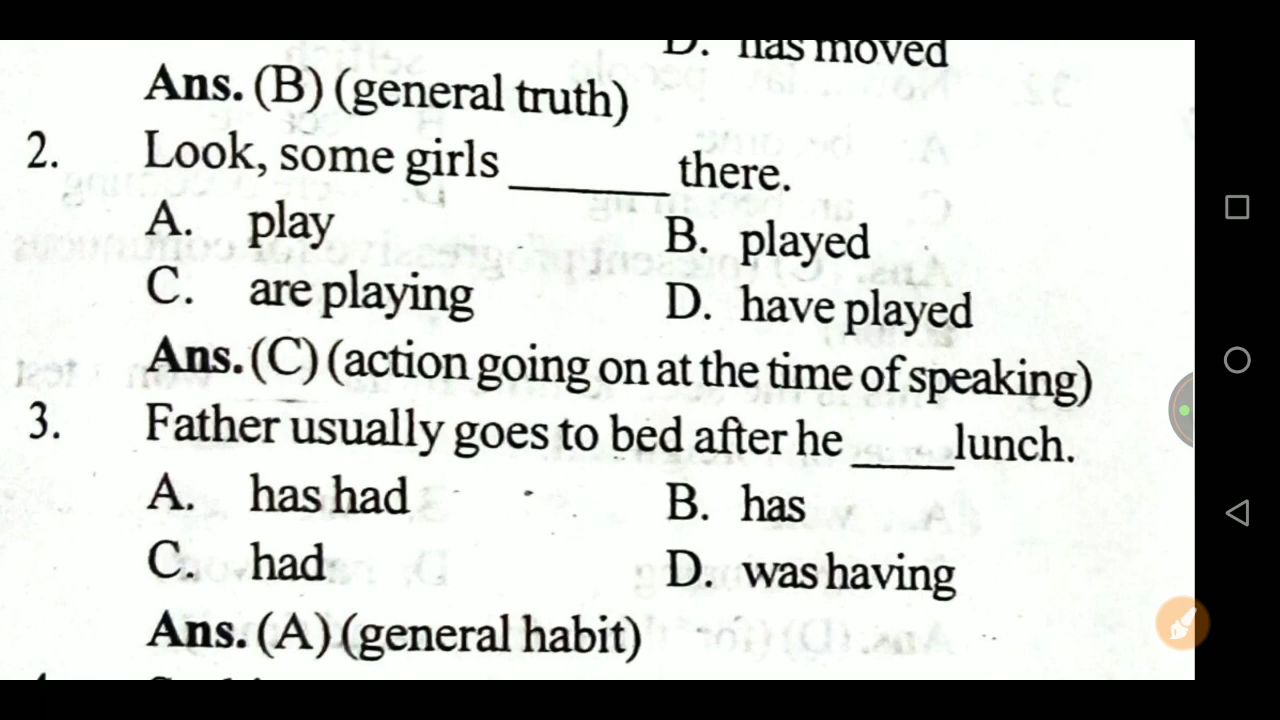 D. has moved
Ans. (B) (general truth)
2. Look, some girls ______ there.
A. play B. played
C. are playing D. have played
Ans. (C) (action going on at the time of speaking)
3. Father usually goes to bed after he ____ lunch.
A. has had B. has
C. had D. was having
Ans. (A) (general habit)